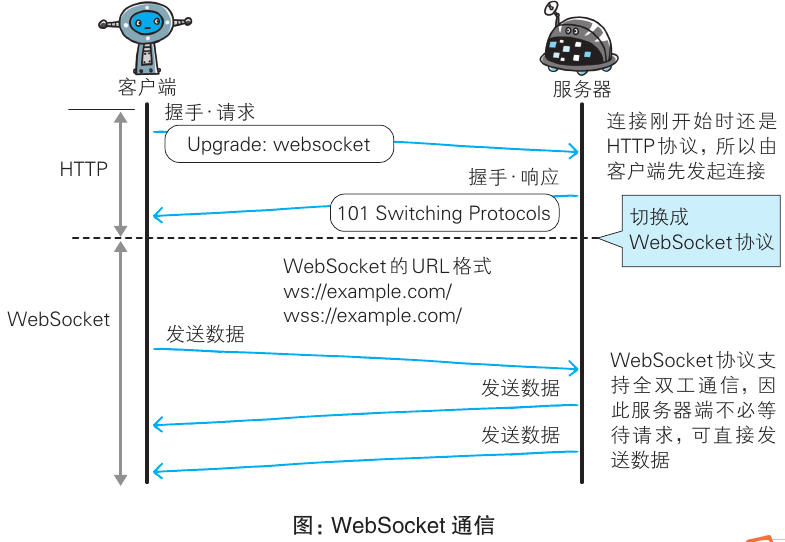 客户端
服务器
握手·请求
Upgrade: websocket
连接刚开始时还是
HTTP协议，所以由
客户端先发起连接
HTTP
握手·响应
101 Switching Protocols
切换成
WebSocket协议
WebSocket的URL格式
ws://example.com/
wss://example.com/
WebSocket
发送数据
发送数据
发送数据
WebSocket协议支
持全双工通信，因
此服务器端不必等
待请求，可直接发
送数据
图：WebSocket 通信